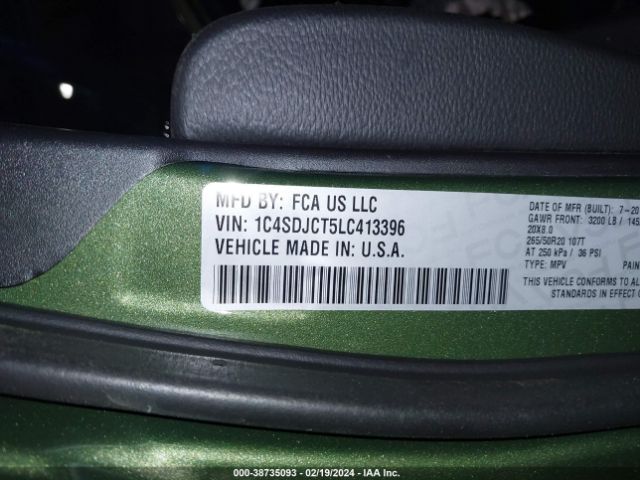 MFD BY: FCA US LLC
VIN: 1C4SDJCT5LC413396
VEHICLE MADE IN: U.S.A.
DATE OF MFR (BUILT): 7-20
GAWR FRONT: 3200 LB / 145
20X8.0
265/50R20 107T
AT 250 kPa / 36 PSI
TYPE: MPV PAIN
THIS VEHICLE CONFORMS TO A
STANDARDS IN EFFECT O
000-38735093 - 02/19/2024 - IAA Inc.